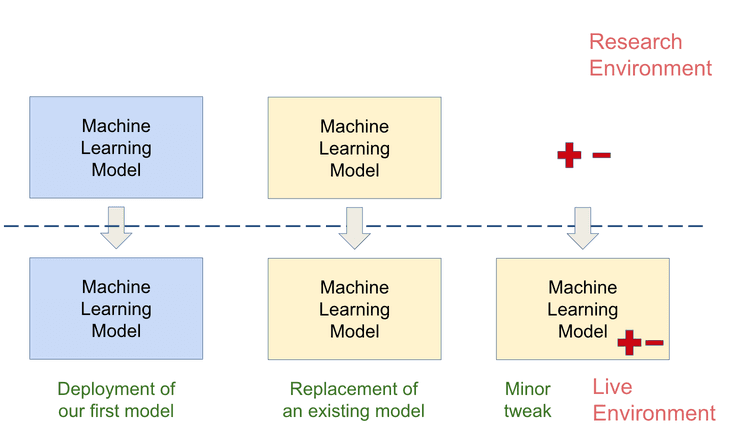 Research
Environment
Machine
Learning
Model
Machine
Learning
Model
Machine
Learning
Model
Machine
Learning
Model
Machine
Learning
Model
Deployment of
our first model
Replacement of
an existing model
Minor
tweak
Live
Environment